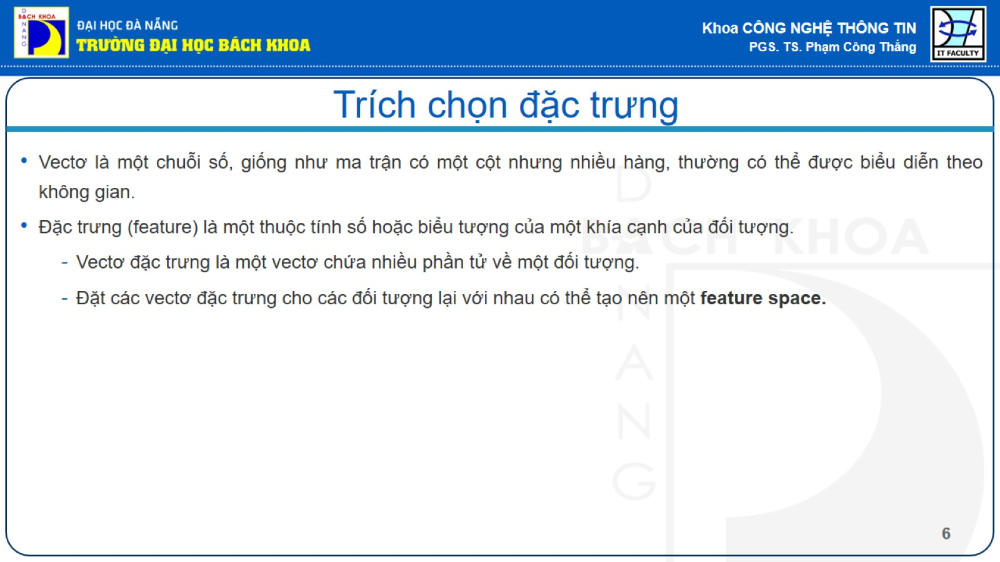 D
BACH KHOA
N
A
N
G
ĐẠI HỌC ĐÀ NẴNG
TRƯỜNG ĐẠI HỌC BÁCH KHOA
Khoa CÔNG NGHỆ THÔNG TIN
PGS. TS. Phạm Công Thắng
IT FACULTY
Trích chọn đặc trưng
• Vectơ là một chuỗi số, giống như ma trận có một cột nhưng nhiều hàng, thường có thể được biểu diễn theo
không gian.
• Đặc trưng (feature) là một thuộc tính số hoặc biểu tượng của một khía cạnh của đối tượng.
- Vectơ đặc trưng là một vectơ chứa nhiều phần tử về một đối tượng.
- Đặt các vectơ đặc trưng cho các đối tượng lại với nhau có thể tạo nên một feature space.
D
BACH KHOA
N
A
N
G
6